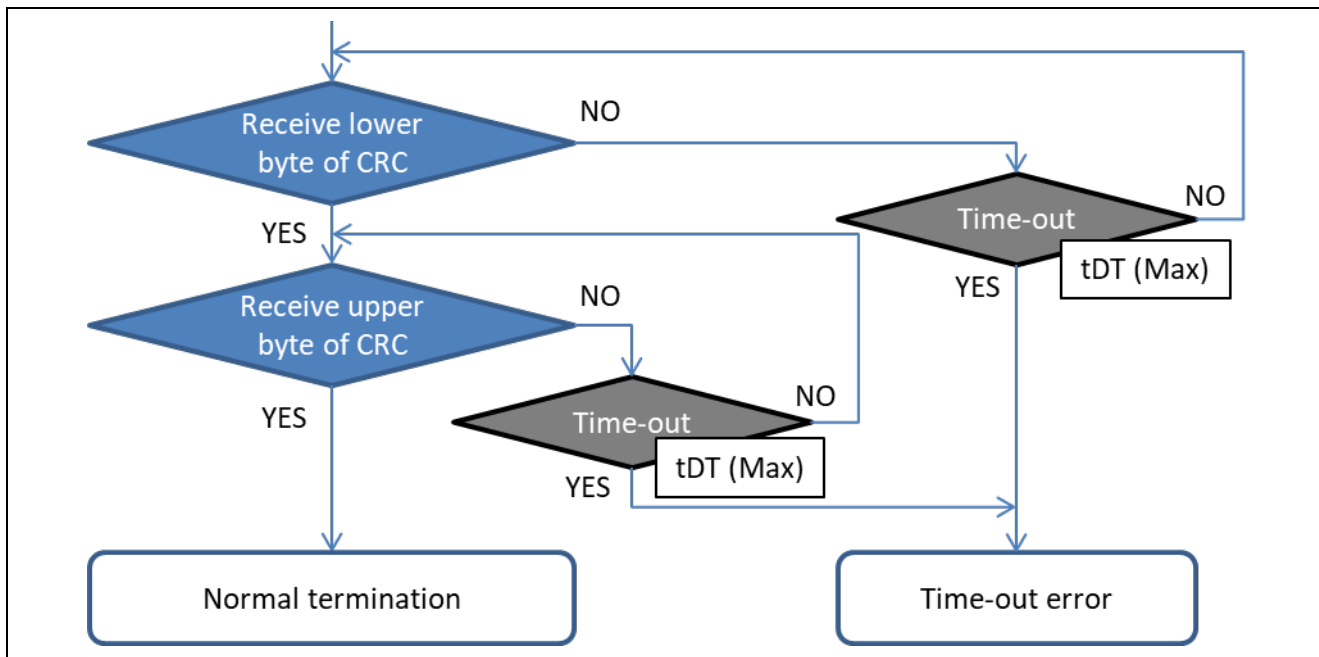 Receive lower
byte of CRC
NO
Time-out
NO
tDT (Max)
YES
YES
Receive upper
byte of CRC
NO
Time-out
NO
tDT (Max)
YES
YES
Normal termination
Time-out error